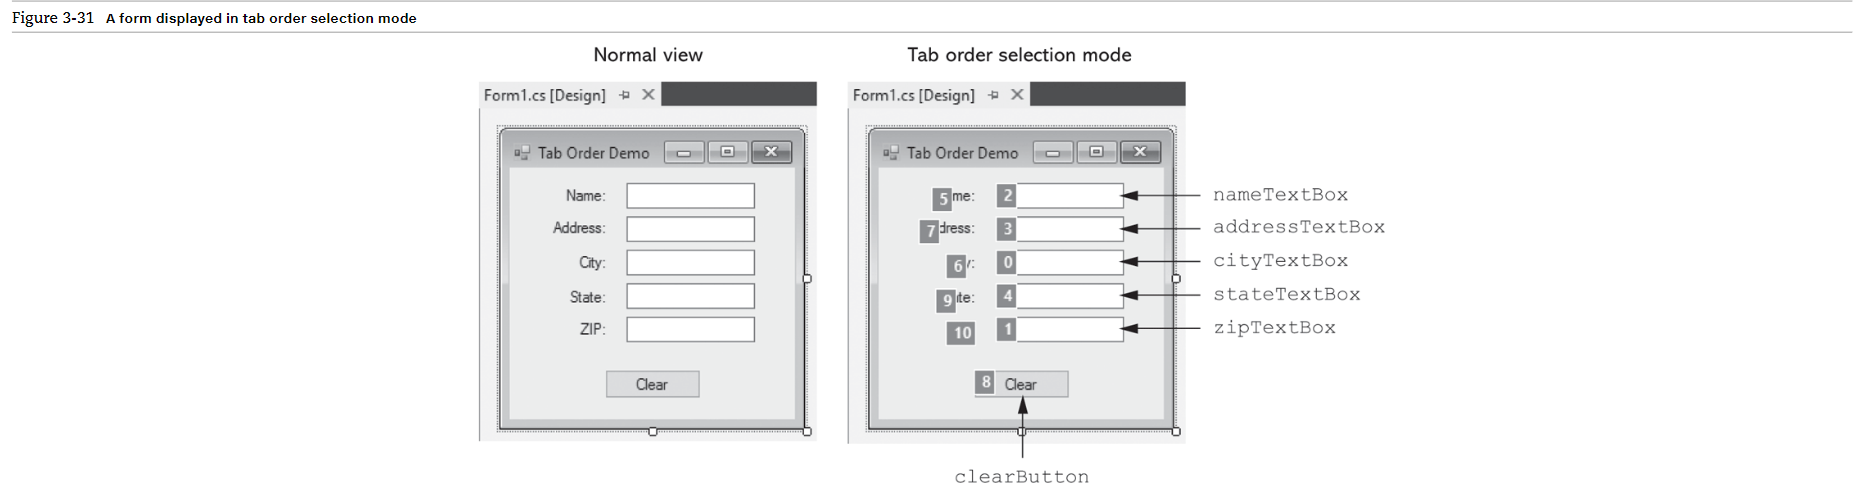 Figure 3-31 A form displayed in tab order selection mode
Normal view
Form1.cs [Design]
Tab Order Demo
Name:
Address:
City:
State:
ZIP:
Clear
Tab order selection mode
Form1.cs [Design]
Tab Order Demo
5 me: 2 nameTextBox
7 dress: 3 addressTextBox
6 : 0 cityTextBox
9 te: 4 stateTextBox
10 1 zipTextBox
8 Clear
clearButton